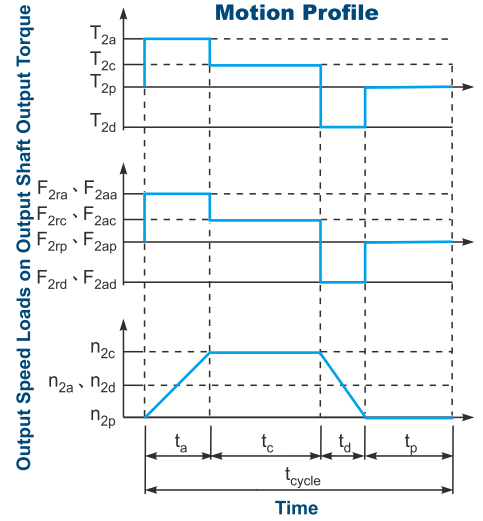 Motion Profile
Output Speed Loads on Output Shaft Output Torque
T2a
T2c
T2p
T2d
F2ra、F2aa
F2rc、F2ac
F2rp、F2ap
F2rd、F2ad
n2c
n2a、n2d
n2p
ta tc td tp
tcycle
Time